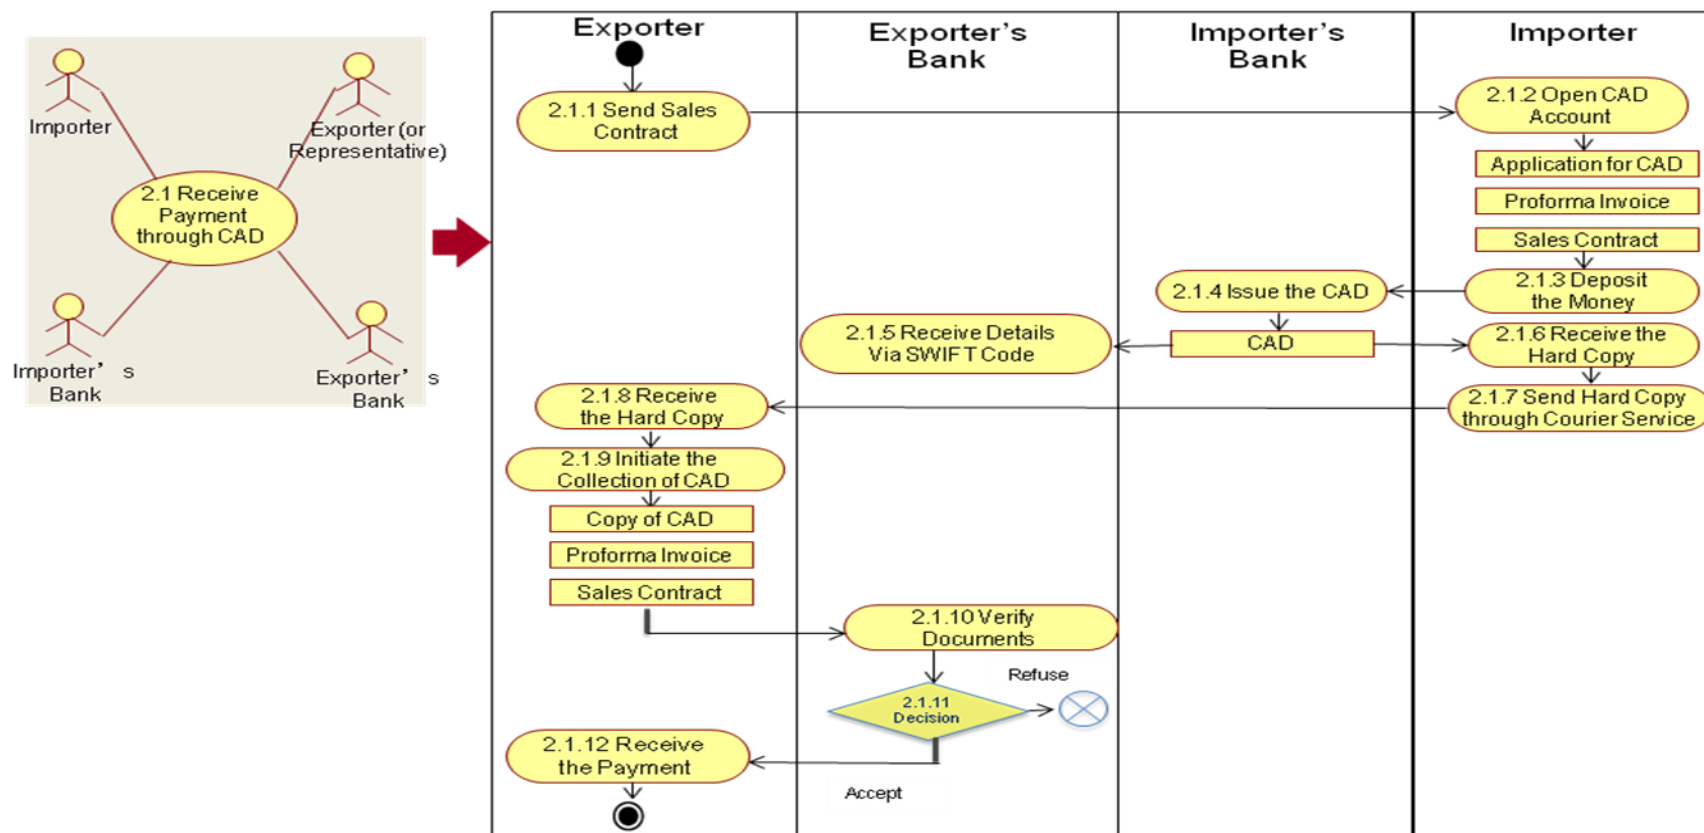 Importer
Exporter (or
Representative)
2.1 Receive
Payment
through CAD
Importer' s
Bank
Exporter' s
Bank
Exporter
Exporter's
Bank
Importer's
Bank
Importer
2.1.1 Send Sales
Contract
2.1.2 Open CAD
Account
Application for CAD
Proforma Invoice
Sales Contract
2.1.3 Deposit
the Money
2.1.4 Issue the CAD
CAD
2.1.5 Receive Details
Via SWIFT Code
2.1.6 Receive the
Hard Copy
2.1.7 Send Hard Copy
through Courier Service
2.1.8 Receive
the Hard Copy
2.1.9 Initiate the
Collection of CAD
Copy of CAD
Proforma Invoice
Sales Contract
2.1.10 Verify
Documents
Refuse
2.1.11
Decision
2.1.12 Receive
the Payment
Accept